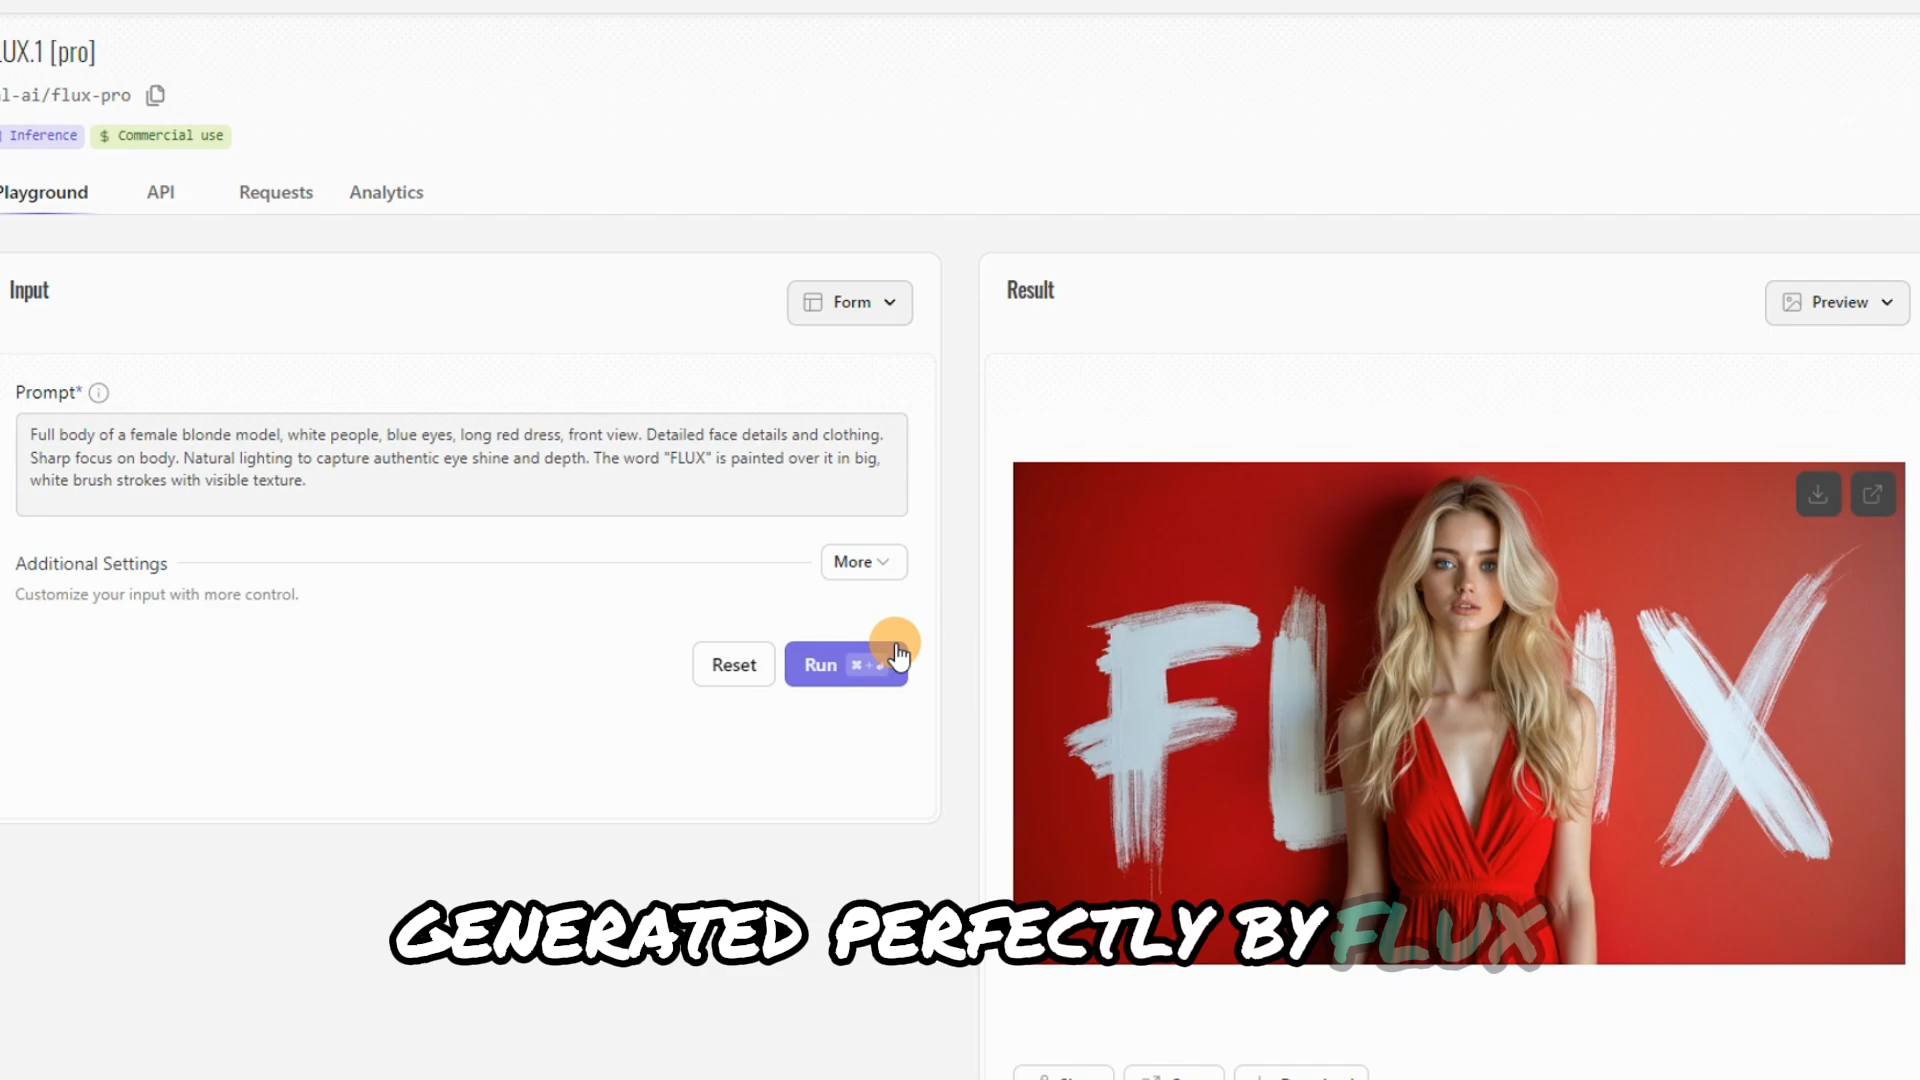 LUX.1 [pro]
l-ai/flux-pro
Inference
$ Commercial use
Playground
API
Requests
Analytics
Input
Form
Result
Preview
Prompt*
Full body of a female blonde model, white people, blue eyes, long red dress, front view. Detailed face details and clothing.
Sharp focus on body. Natural lighting to capture authentic eye shine and depth. The word "FLUX" is painted over it in big,
white brush strokes with visible texture.
Additional Settings
More
Customize your input with more control.
Reset
Run ⌘ +
FLUX
GENERATED PERFECTLY BY FLUX